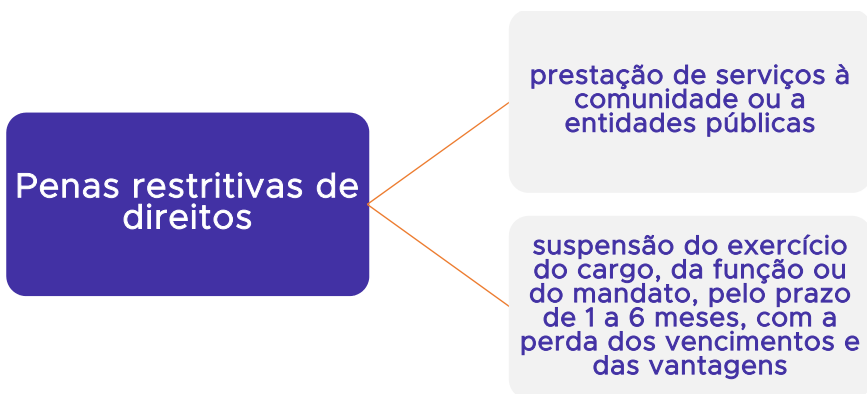 Penas restritivas de
direitos
prestação de serviços à
comunidade ou a
entidades públicas
suspensão do exercício
do cargo, da função ou
do mandato, pelo prazo
de 1 a 6 meses, com a
perda dos vencimentos e
das vantagens